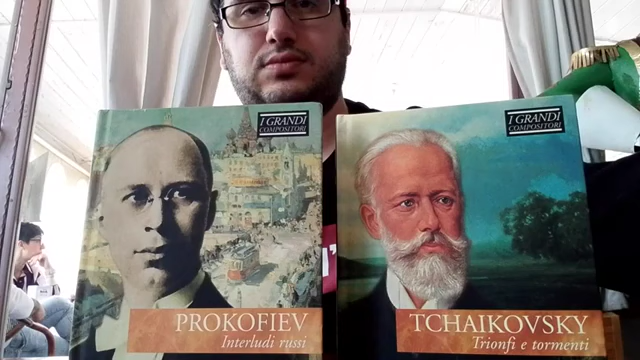 I GRANDI
COMPOSITORI
PROKOFIEV
Interludi russi
I GRANDI
COMPOSITORI
TCHAIKOVSKY
Trionfi e tormenti